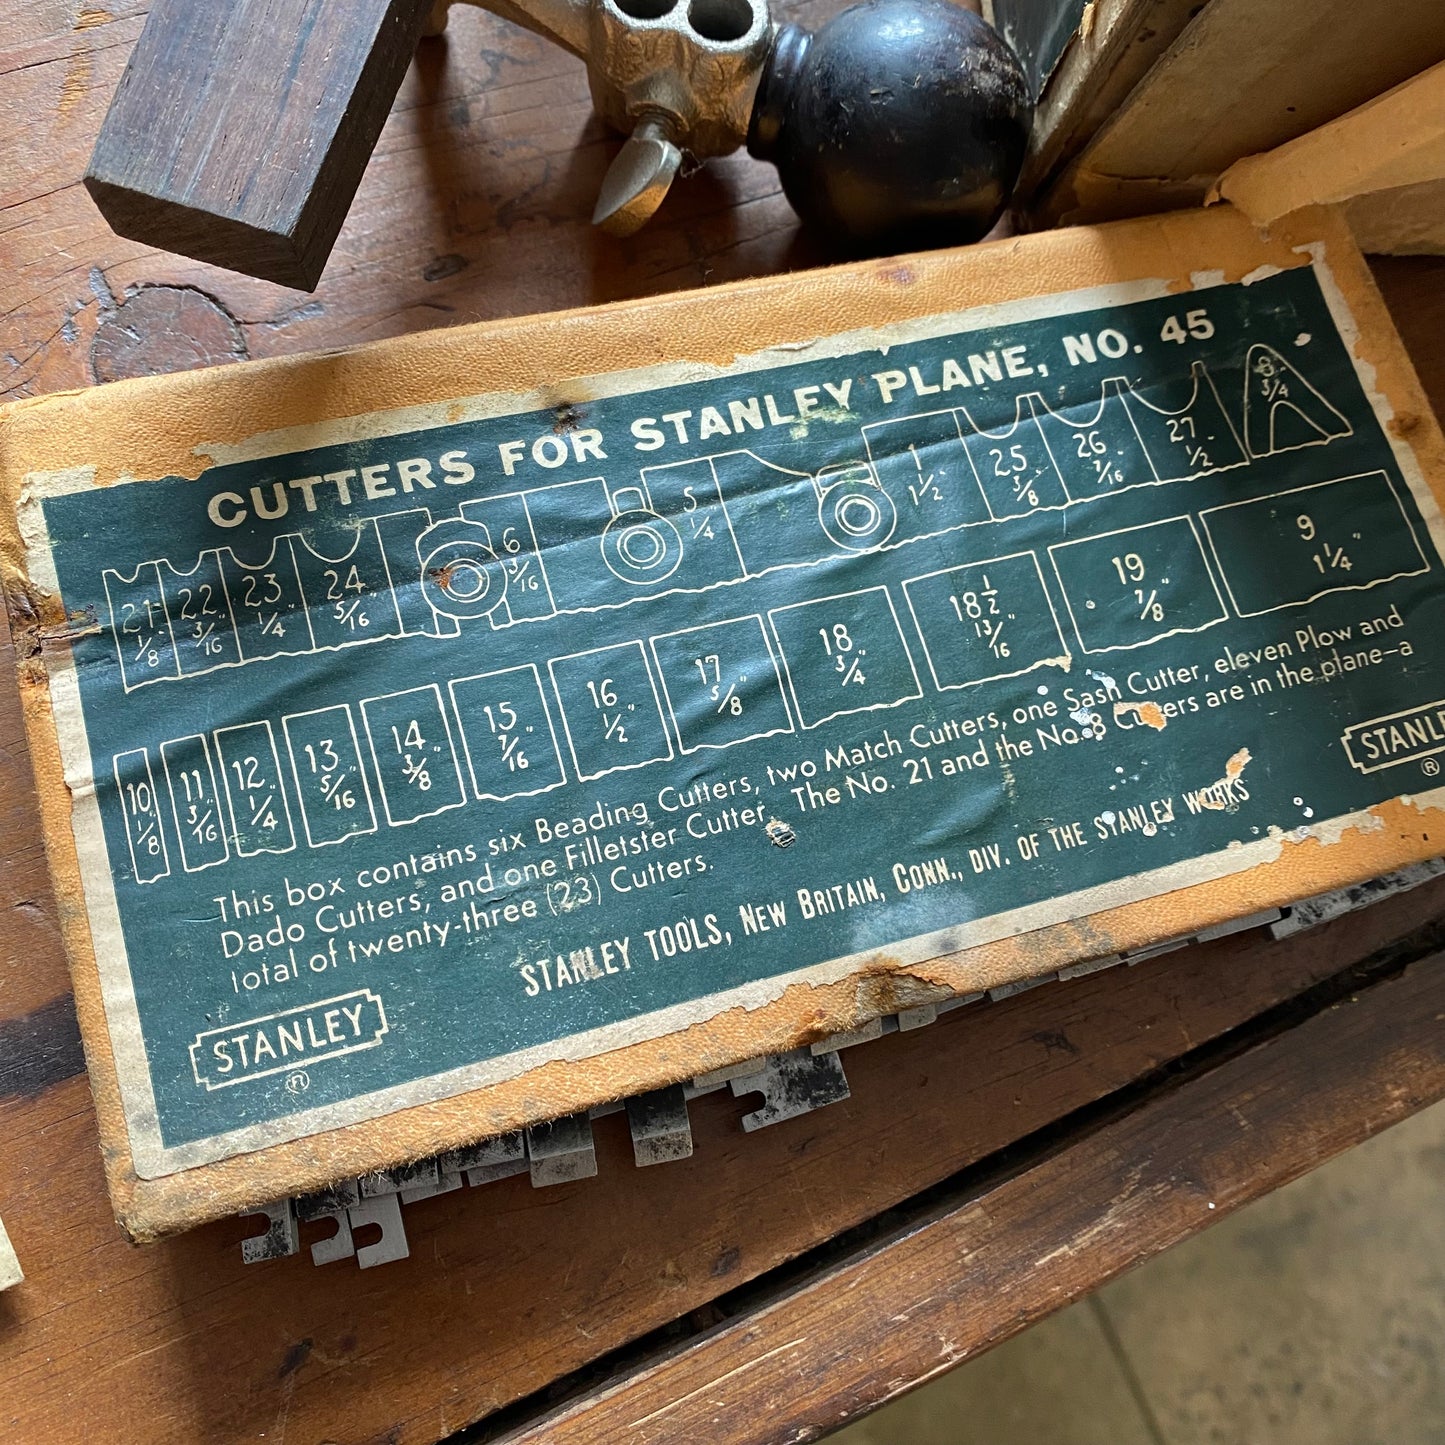 CUTTERS FOR STANLEY PLANE, NO. 45
21 22 23 24 6 5 1 25 26 27 8
1/8" 3/16" 1/4" 5/16" 3/16" 1/4" 1 1/2" 3/8" 7/16" 1/2" 3/4"
10 11 12 13 14 15 16 17 18 18 1/2 19 9
1/8" 3/16" 1/4" 5/16" 3/8" 7/16" 1/2" 5/8" 3/4" 13/16" 7/8" 1 1/4"
This box contains six Beading Cutters, two Match Cutters, one Sash Cutter, eleven Plow and
Dado Cutters, and one Filletster Cutter. The No. 21 and the No. 8 Cutters are in the plane—a
total of twenty-three (23) Cutters.
STANLEY TOOLS, NEW BRITAIN, CONN., DIV. OF THE STANLEY WORKS
STANLEY
®
STANLE
®